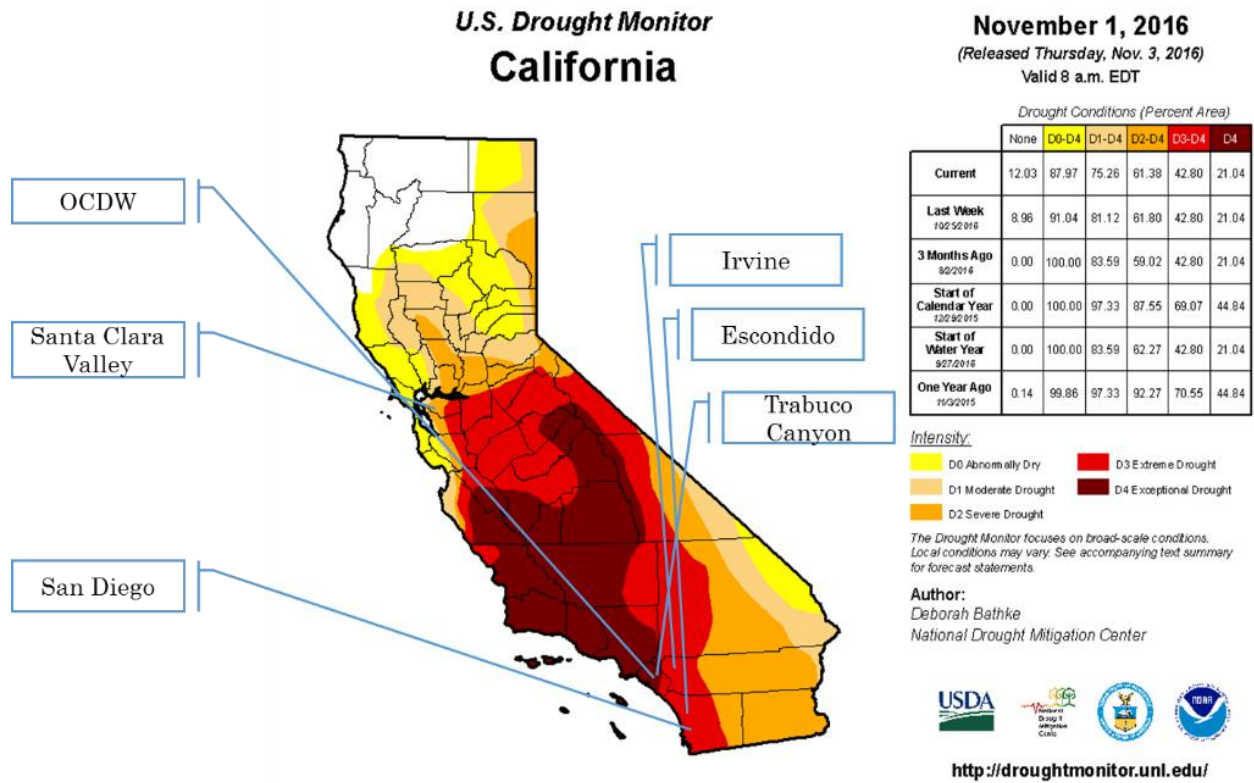 U.S. Drought Monitor
California
November 1, 2016
(Released Thursday, Nov. 3, 2016)
Valid 8 a.m. EDT
OCDW
Santa Clara
Valley
San Diego
Irvine
Escondido
Trabuco
Canyon
Drought Conditions (Percent Area)
None D0-D4 D1-D4 D2-D4 D3-D4 D4
Current 12.03 87.97 75.26 61.38 42.80 21.04
Last Week 8.96 91.04 81.12 61.80 42.80 21.04
10/25/2016
3 Months Ago 0.00 100.00 83.59 59.02 42.80 21.04
8/2/2016
Start of
Calendar Year 0.00 100.00 97.33 87.55 69.07 44.84
12/29/2015
Start of
Water Year 0.00 100.00 83.59 62.27 42.80 21.04
9/27/2016
One Year Ago 0.14 99.86 97.33 92.27 70.55 44.84
11/3/2015
Intensity:
D0 Abnormally Dry
D1 Moderate Drought
D2 Severe Drought
D3 Extreme Drought
D4 Exceptional Drought
The Drought Monitor focuses on broad-scale conditions.
Local conditions may vary. See accompanying text summary
for forecast statements.
Author:
Deborah Bathke
National Drought Mitigation Center
USDA
National
Drought
Mitigation
Center
NOAA
http://droughtmonitor.unl.edu/